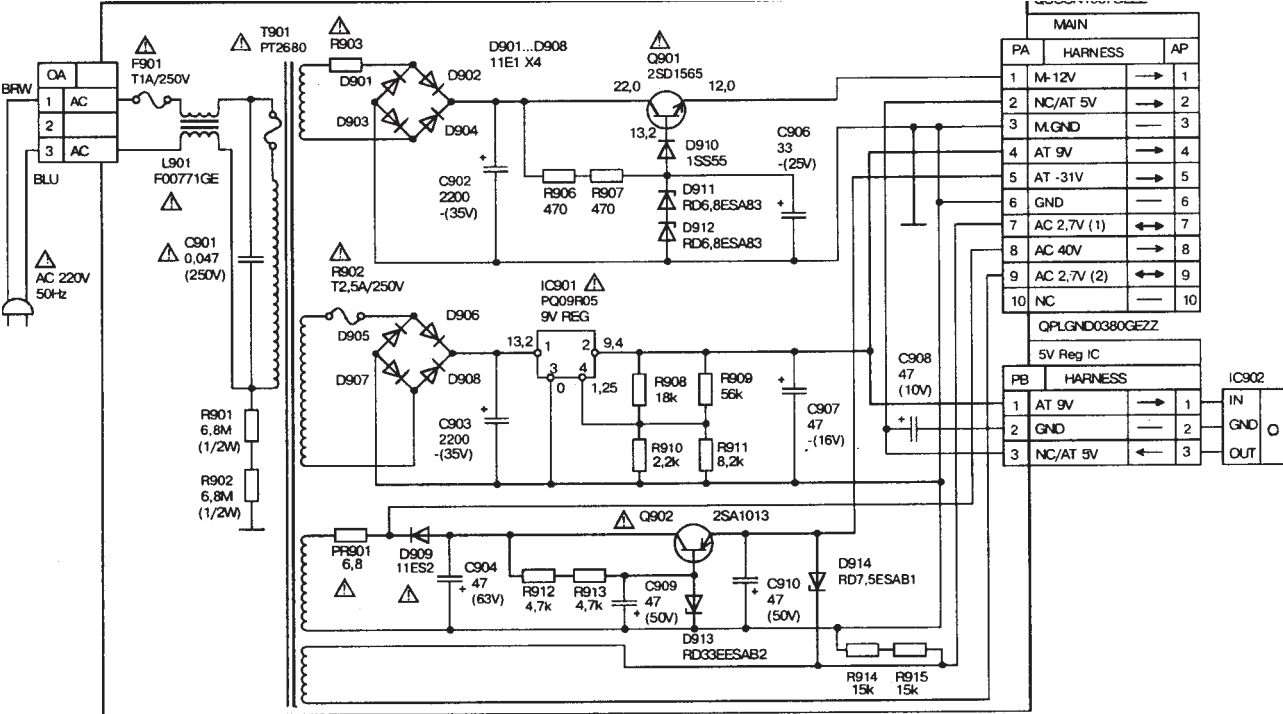 MAIN
PA HARNESS AP
1 M-12V 1
2 NC/AT 5V 2
3 M.GND 3
4 AT 9V 4
5 AT -31V 5
6 GND 6
7 AC 2,7V (1) 7
8 AC 40V 8
9 AC 2,7V (2) 9
10 NC 10
QPLGND0380GEZZ
5V Reg IC
PB HARNESS
1 AT 9V 1
2 GND 2
3 NC/AT 5V 3
IC902
IN
GND
OUT
O
BRW
BLU
OA
1 AC
2
3 AC
F901
T1A/250V
L901
F00771GE
AC 220V
50Hz
C901
0,047
(250V)
T901
PT2680
R901
6,8M
(1/2W)
R902
6,8M
(1/2W)
R903
D901
D902
D903
D904
D901...D908
11E1 X4
Q901
2SD1565
22,0
12,0
13,2
D910
1SS55
D911
RD6,8ESA83
D912
RD6,8ESA83
C906
33
-(25V)
+
C902
2200
-(35V)
+
R906
470
R907
470
R902
T2,5A/250V
D905
D906
D907
D908
IC901
PQ09R05
9V REG
13,2
1
2
9,4
3
4
0
1,25
C903
2200
-(35V)
+
R908
18k
R909
56k
R910
2,2k
R911
8,2k
C907
47
-(16V)
+
C908
47
(10V)
+
PR901
6,8
D909
11ES2
C904
47
(63V)
+
R912
4,7k
R913
4,7k
C909
47
(50V)
+
Q902
2SA1013
D913
RD33EESAB2
C910
47
(50V)
+
D914
RD7,5ESAB1
R914
15k
R915
15k